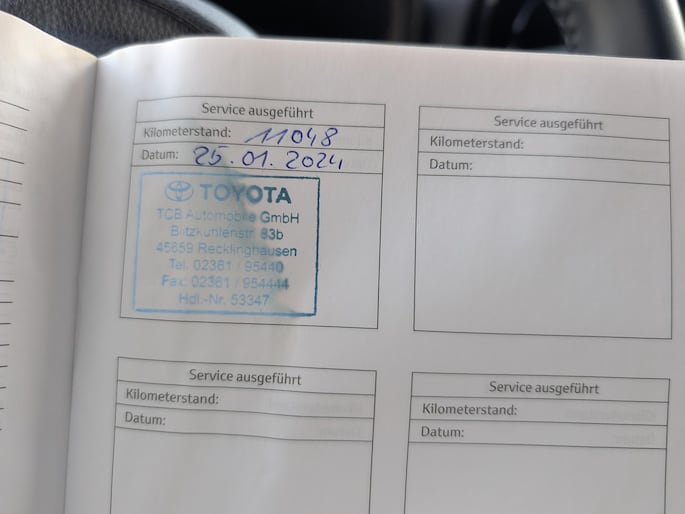 Service ausgeführt
Kilometerstand: 11048
Datum: 25.01.2024
TOYOTA
TCB Automobile GmbH
Blitzkuhlenstr. 83b
45659 Recklinghausen
Tel. 02361 / 95440
Fax: 02361 / 954444
Hdl.-Nr. 53347
Service ausgeführt
Kilometerstand:
Datum:
Service ausgeführt
Kilometerstand:
Datum:
Service ausgeführt
Kilometerstand:
Datum: